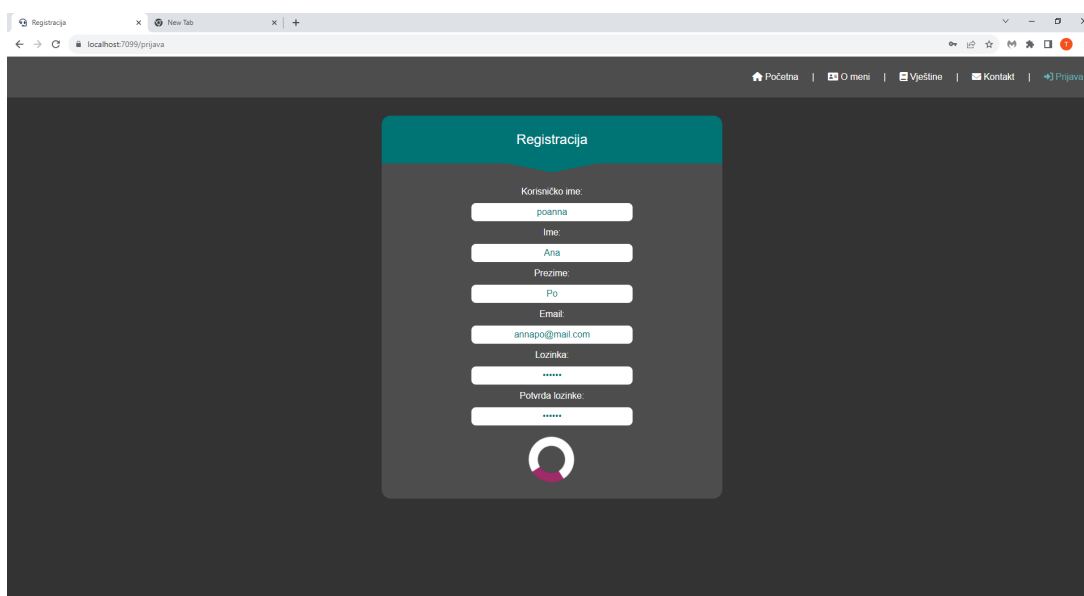 Registracija
New Tab
localhost:7099/prijava
T
Početna | O meni | Vještine | Kontakt | Prijava
Registracija
Korisničko ime:
poanna
Ime:
Ana
Prezime:
Po
Email:
annapo@mail.com
Lozinka:
••••••
Potvrda lozinke:
••••••